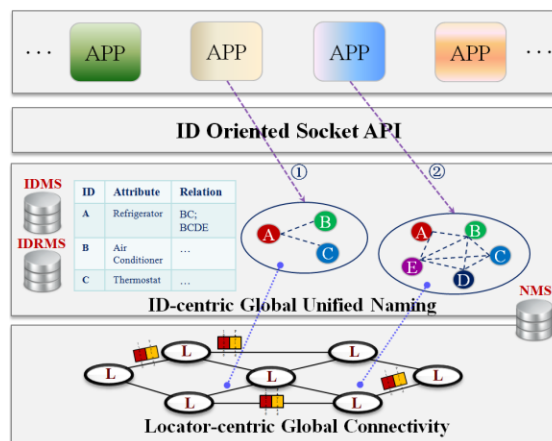 ... APP APP APP APP ...
ID Oriented Socket API
① ②
IDMS
IDRMS
ID Attribute Relation
A Refrigerator BC;
BCDE
B Air
Conditioner ...
C Thermostat ...
A B C
A B C D E
NMS
ID-centric Global Unified Naming
L L
L L L
L L
Locator-centric Global Connectivity